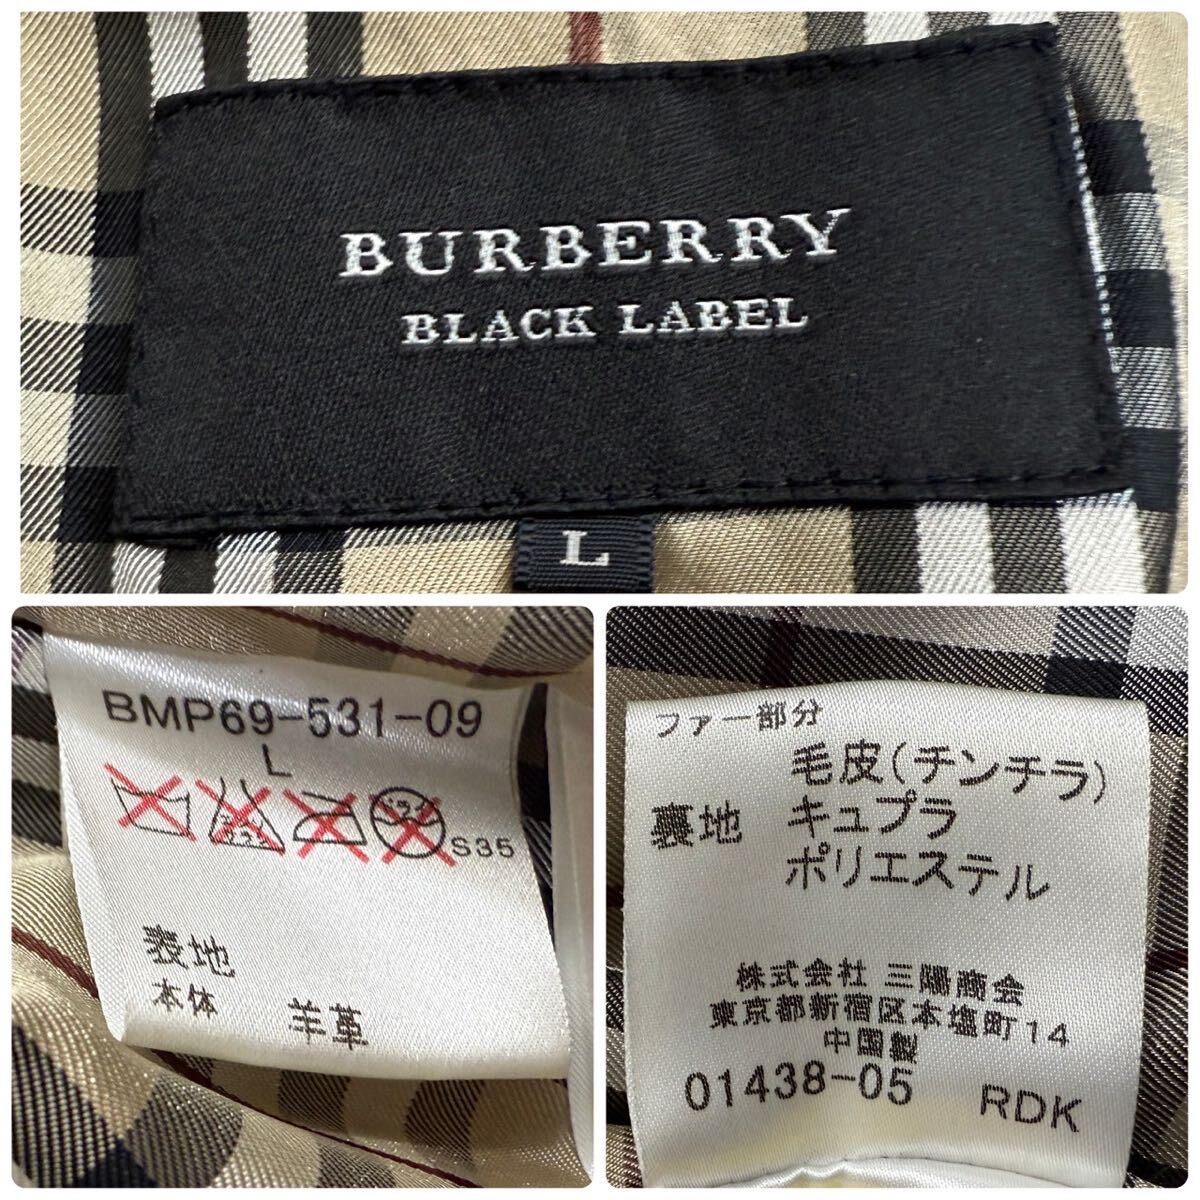 BURBERRY
BLACK LABEL
L
BMP69-531-09
L
ドライ
S35
表地
本体 羊革
ファー部分
毛皮(チンチラ)
裏地 キュプラ
ポリエステル
株式会社 三陽商会
東京都新宿区本塩町14
中国製
01438-05 RDK